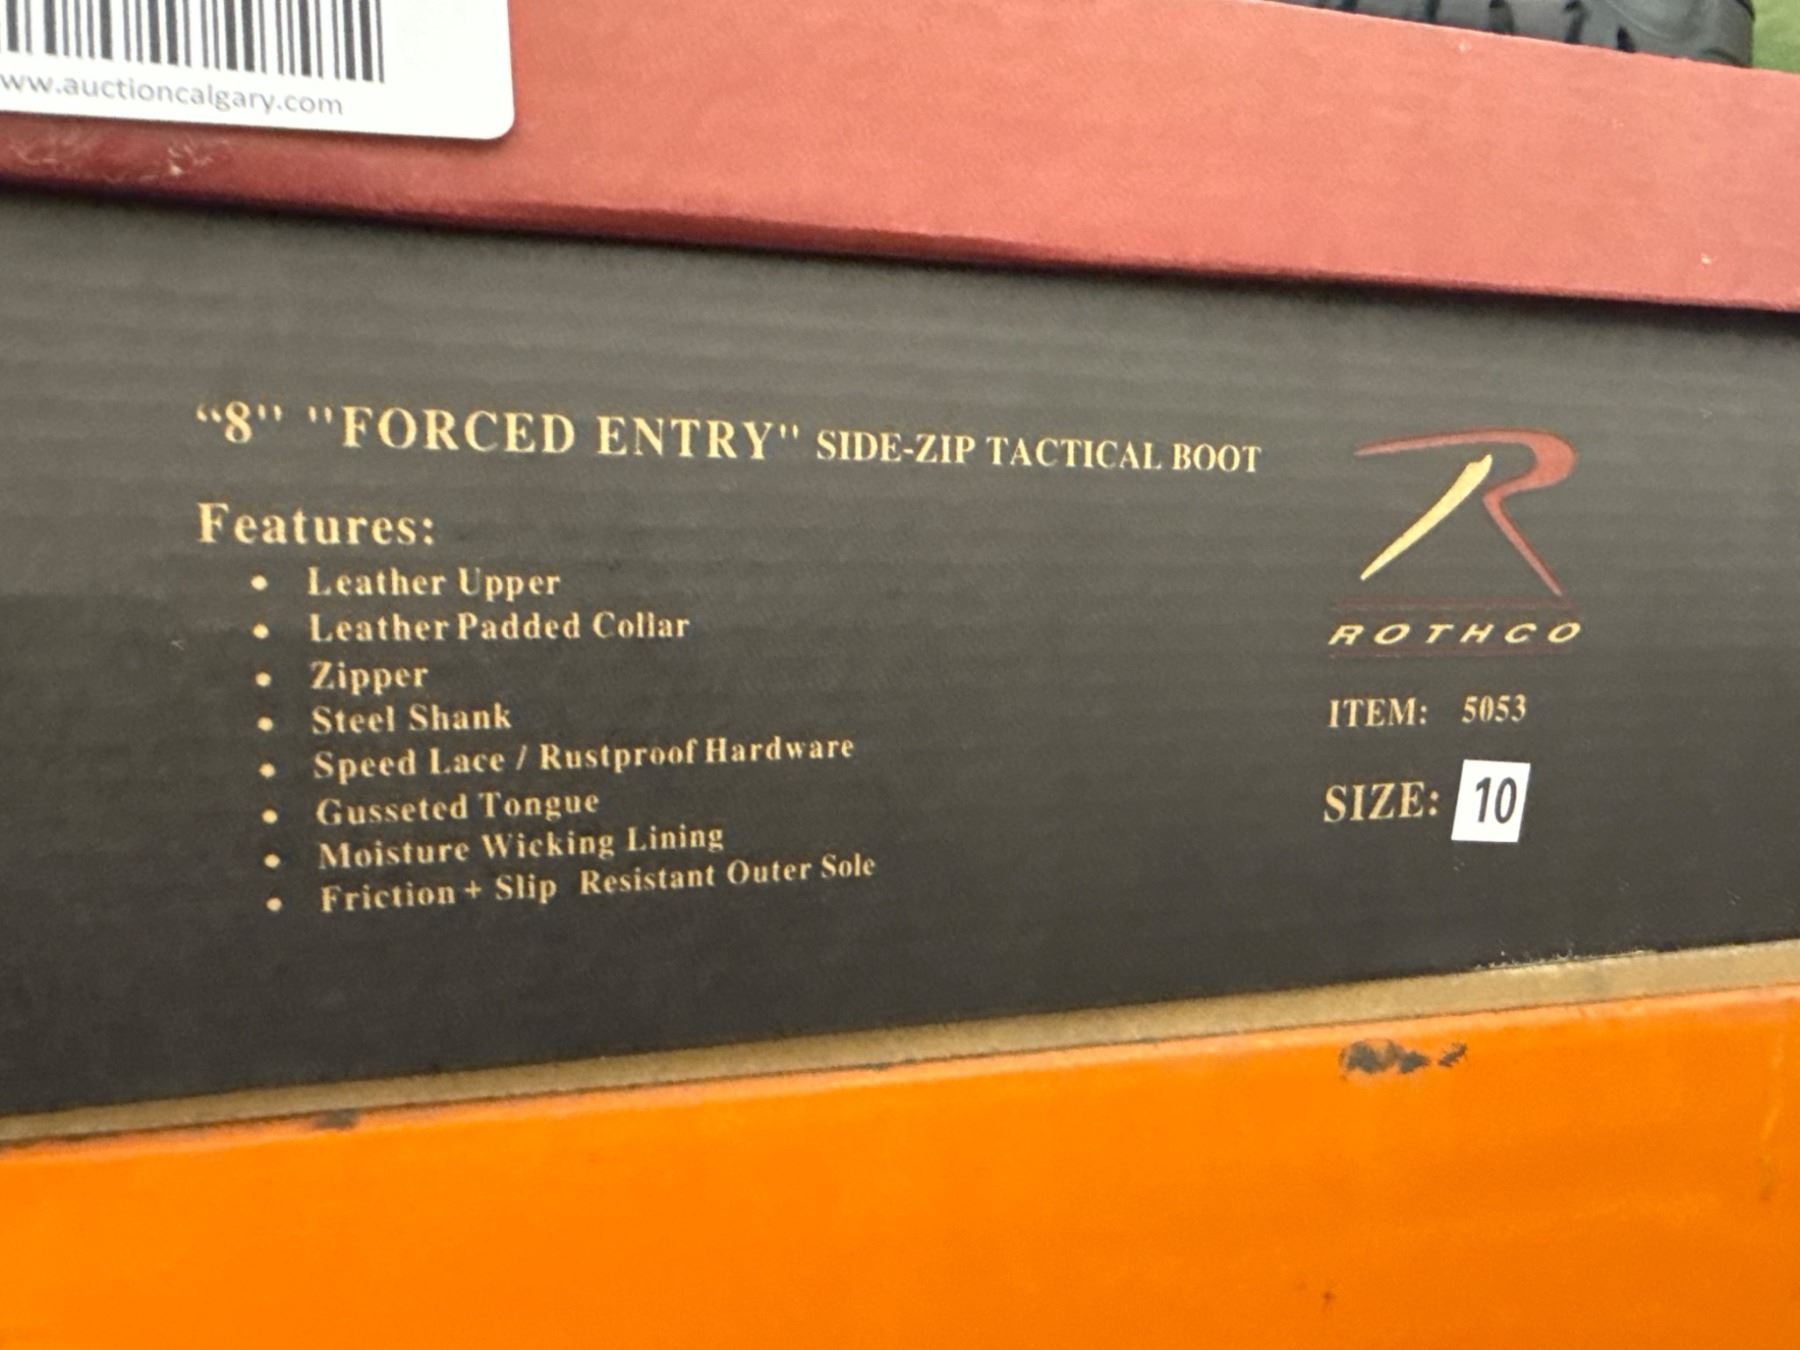 ww.auctioncalgary.com
“8" "FORCED ENTRY" SIDE-ZIP TACTICAL BOOT
Features:
• Leather Upper
• Leather Padded Collar
• Zipper
• Steel Shank
• Speed Lace / Rustproof Hardware
• Gusseted Tongue
• Moisture Wicking Lining
• Friction + Slip Resistant Outer Sole
R
ROTHCO
ITEM: 5053
SIZE: 10